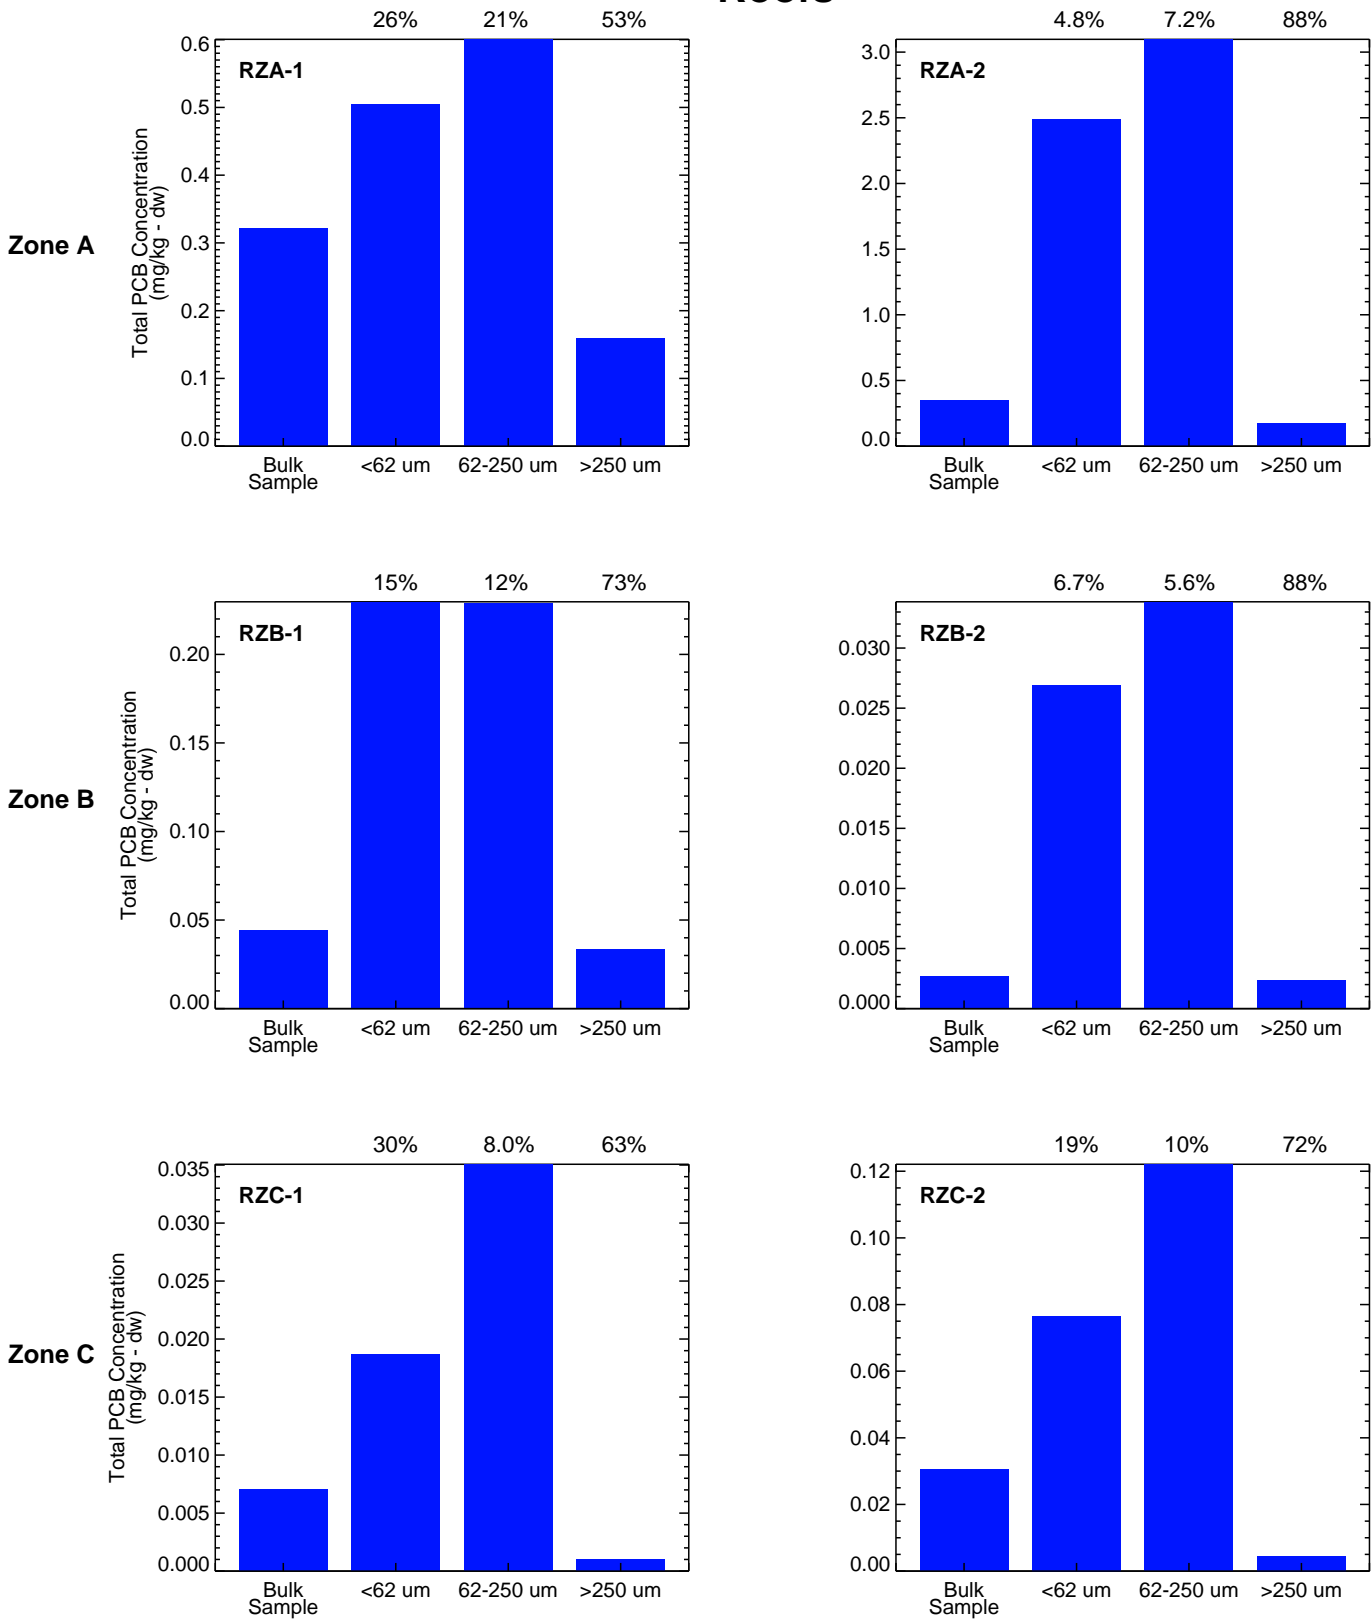 26% 21% 53%
RZA-1
Total PCB Concentration
(mg/kg - dw)
0.6
0.5
0.4
0.3
0.2
0.1
0.0
Bulk Sample <62 um 62-250 um >250 um
4.8% 7.2% 88%
RZA-2
3.0
2.5
2.0
1.5
1.0
0.5
0.0
Bulk Sample <62 um 62-250 um >250 um
Zone A
15% 12% 73%
RZB-1
Total PCB Concentration
(mg/kg - dw)
0.20
0.15
0.10
0.05
0.00
Bulk Sample <62 um 62-250 um >250 um
6.7% 5.6% 88%
RZB-2
0.030
0.025
0.020
0.015
0.010
0.005
0.000
Bulk Sample <62 um 62-250 um >250 um
Zone B
30% 8.0% 63%
RZC-1
Total PCB Concentration
(mg/kg - dw)
0.035
0.030
0.025
0.020
0.015
0.010
0.005
0.000
Bulk Sample <62 um 62-250 um >250 um
19% 10% 72%
RZC-2
0.12
0.10
0.08
0.06
0.04
0.02
0.00
Bulk Sample <62 um 62-250 um >250 um
Zone C